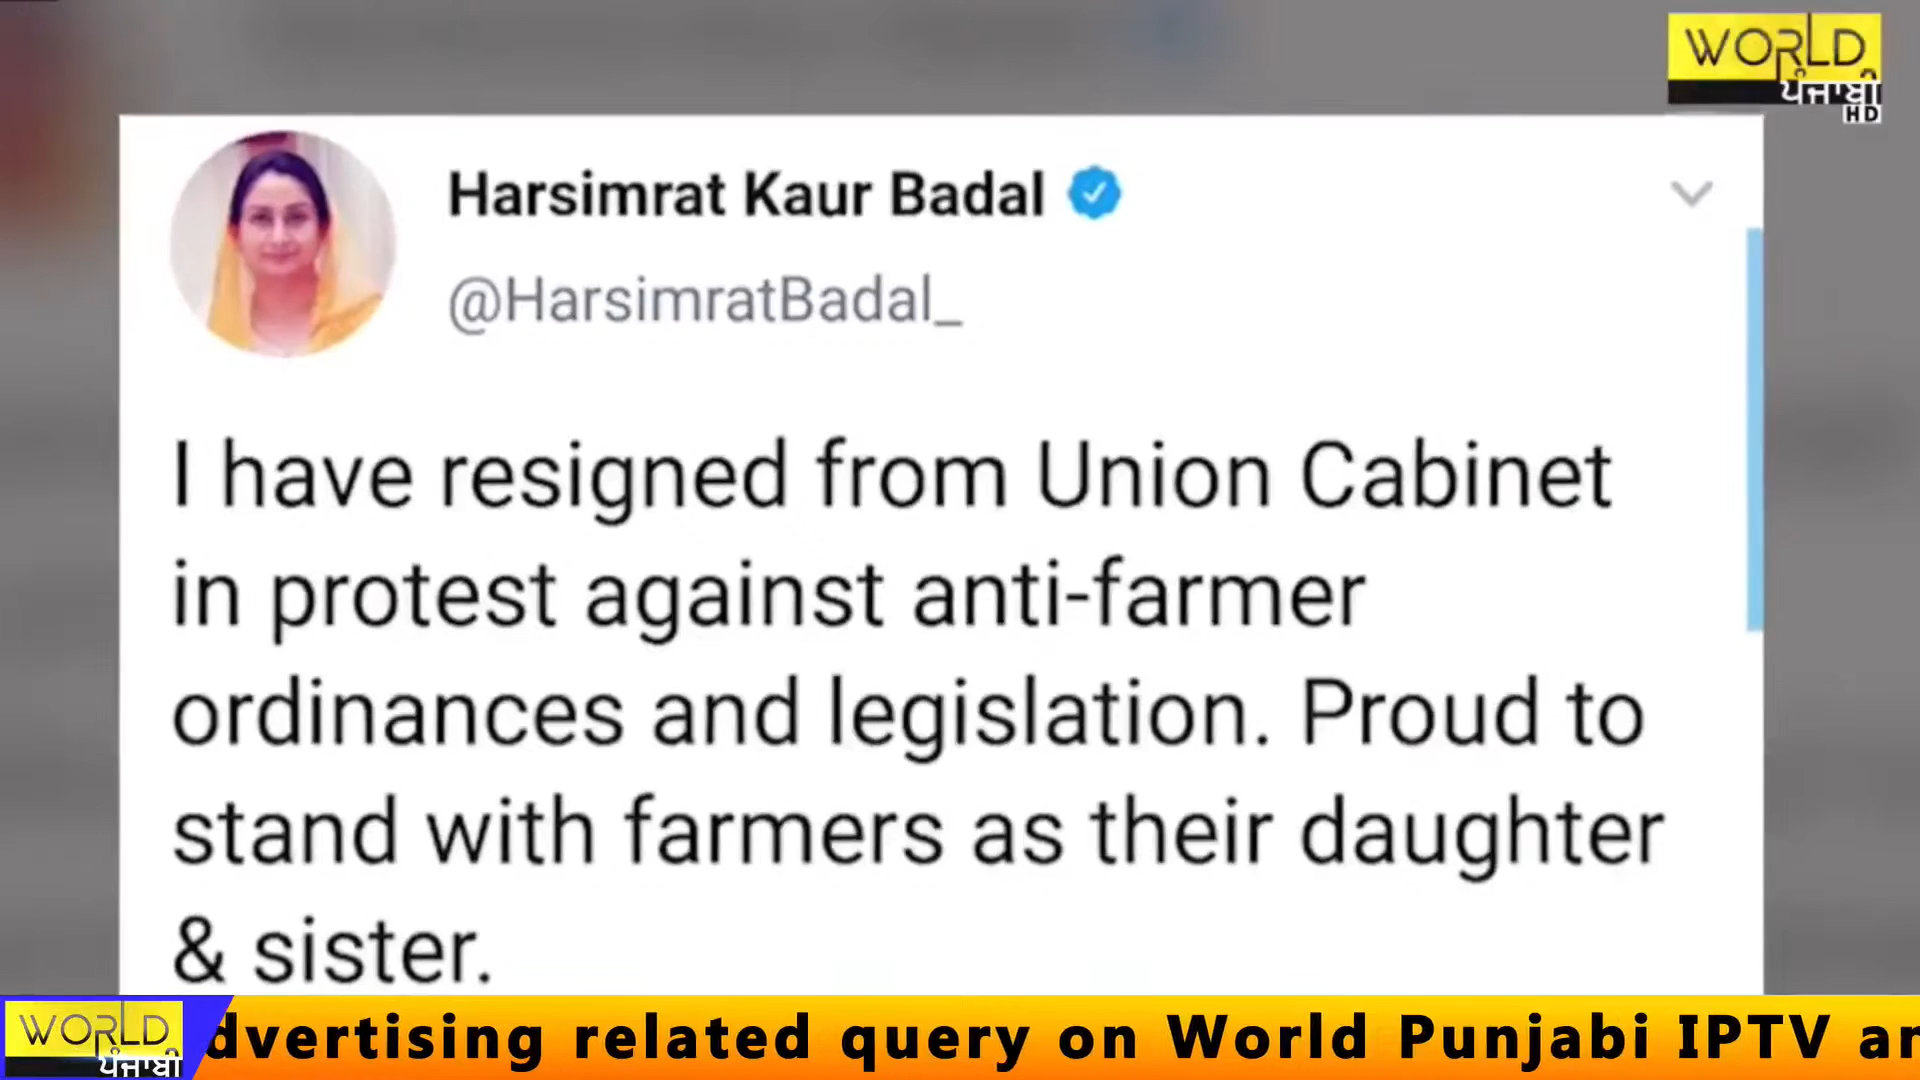 WORLD
ਪੰਜਾਬੀ
HD
Harsimrat Kaur Badal
@HarsimratBadal_
I have resigned from Union Cabinet
in protest against anti-farmer
ordinances and legislation. Proud to
stand with farmers as their daughter
& sister.
WORLD
ਪੰਜਾਬੀ
dvertising related query on World Punjabi IPTV an